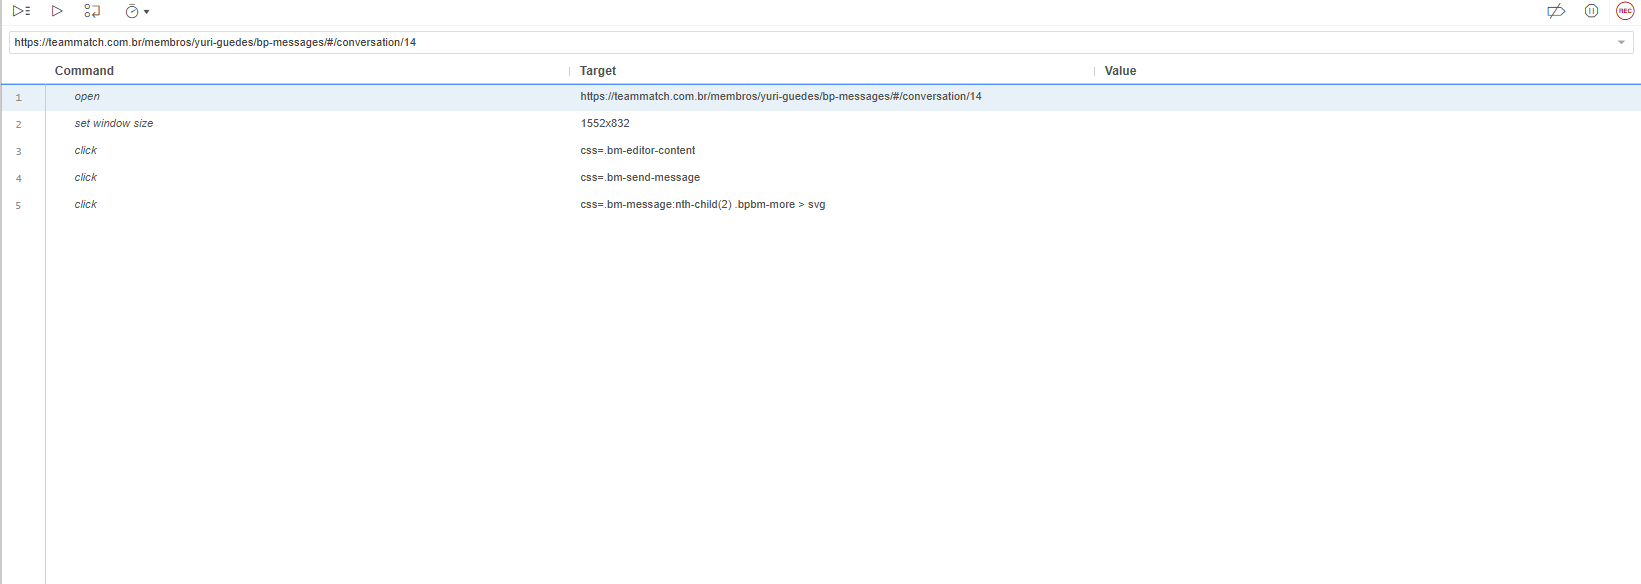 REC
https://teammatch.com.br/membros/yuri-guedes/bp-messages/#/conversation/14
Command Target Value
1 open https://teammatch.com.br/membros/yuri-guedes/bp-messages/#/conversation/14
2 set window size 1552x832
3 click css=.bm-editor-content
4 click css=.bm-send-message
5 click css=.bm-message:nth-child(2) .bpbm-more > svg